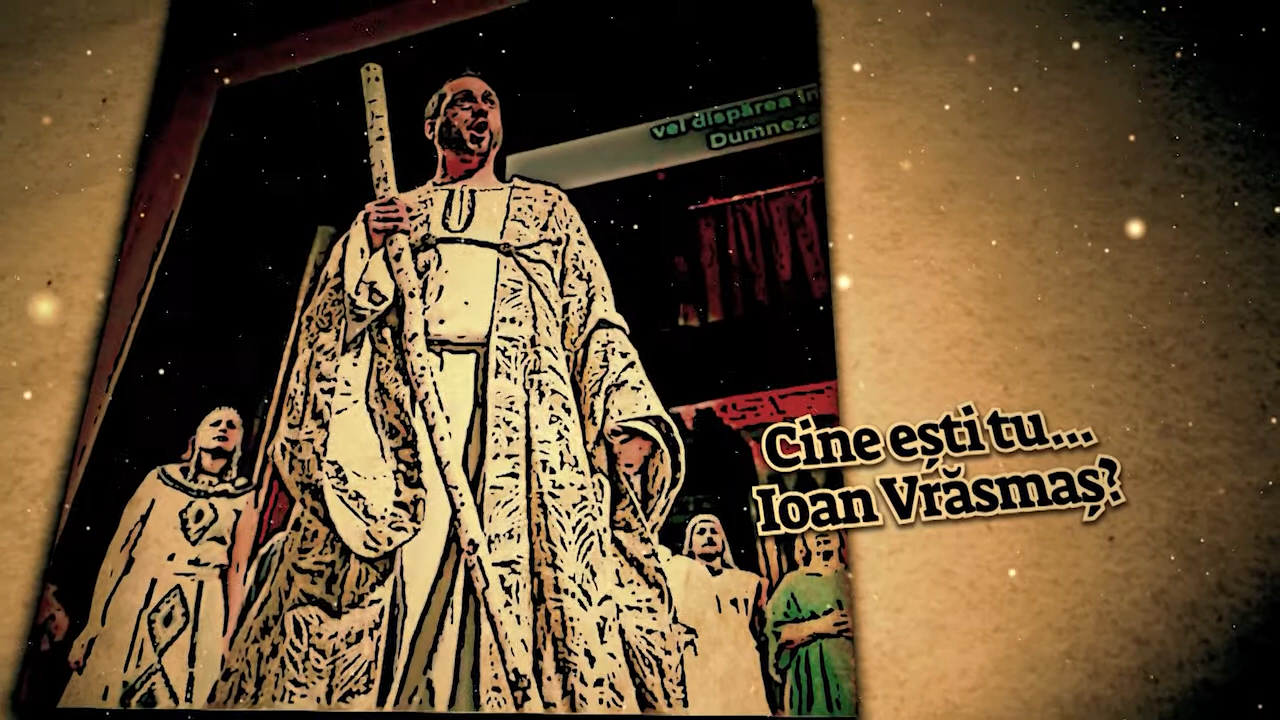 vei dispărea în
Dumneze
Cine ești tu...
Ioan Vrăsmaș?